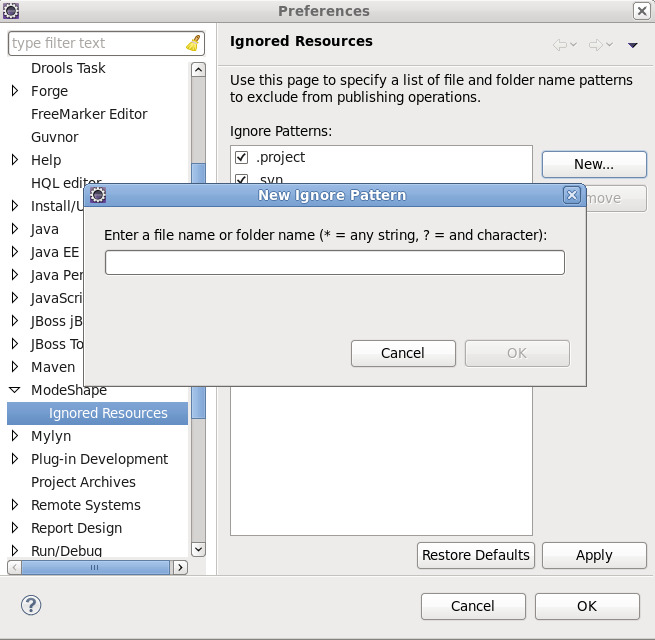 Preferences
type filter text
Drools Task
Forge
FreeMarker Editor
Guvnor
Help
HQL editor
Install/U
Java
Java EE
Java Per
JavaScri
JBoss jB
JBoss To
Maven
ModeShape
Ignored Resources
Mylyn
Plug-in Development
Project Archives
Remote Systems
Report Design
Run/Debug
Ignored Resources
Use this page to specify a list of file and folder name patterns
to exclude from publishing operations.
Ignore Patterns:
.project
.svn
New...
move
New Ignore Pattern
Enter a file name or folder name (* = any string, ? = and character):
Cancel
OK
Restore Defaults
Apply
Cancel
OK